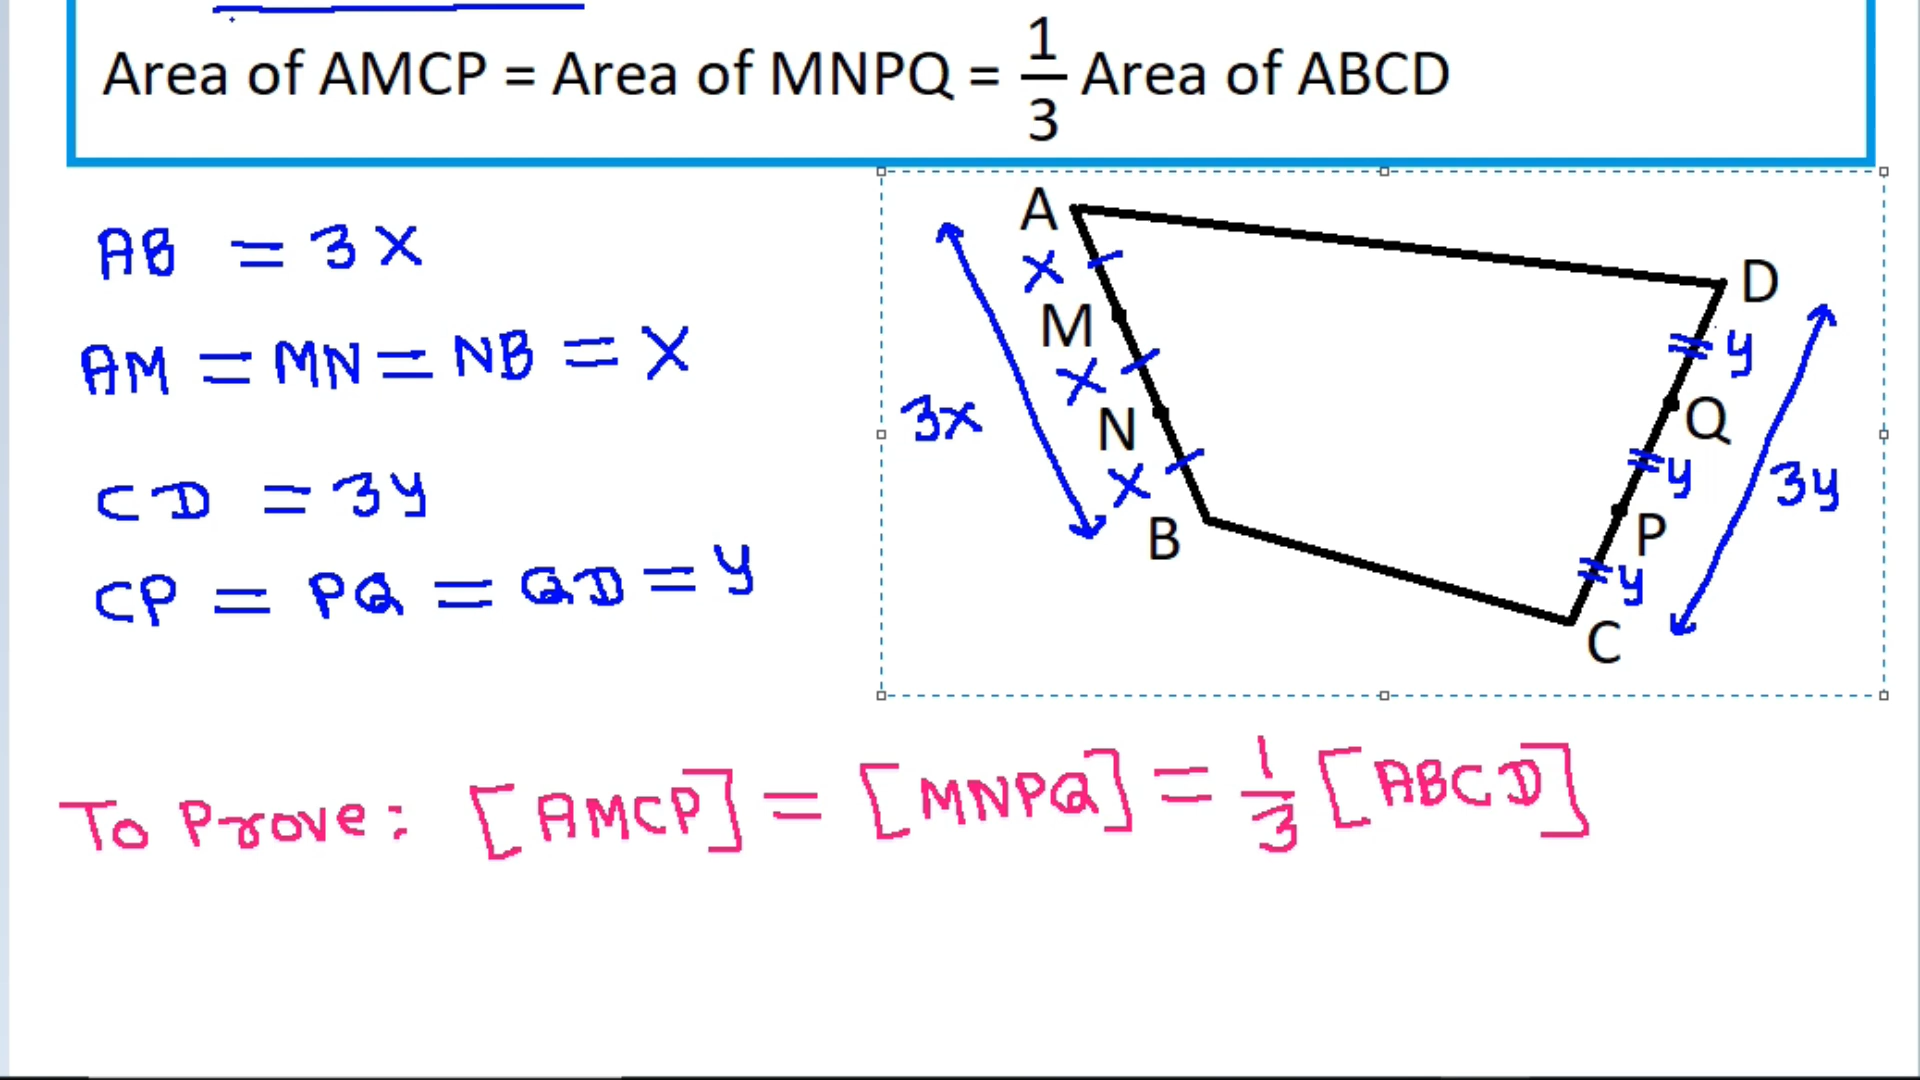 Area of AMCP = Area of MNPQ = 1/3 Area of ABCD
AB = 3x
AM = MN = NB = x
CD = 3y
CP = PQ = QD = y
A
D
x
M
y
x
3x
N
Q
y
3y
x
B
P
y
C
To Prove: [AMCP] = [MNPQ] = 1/3 [ABCD]